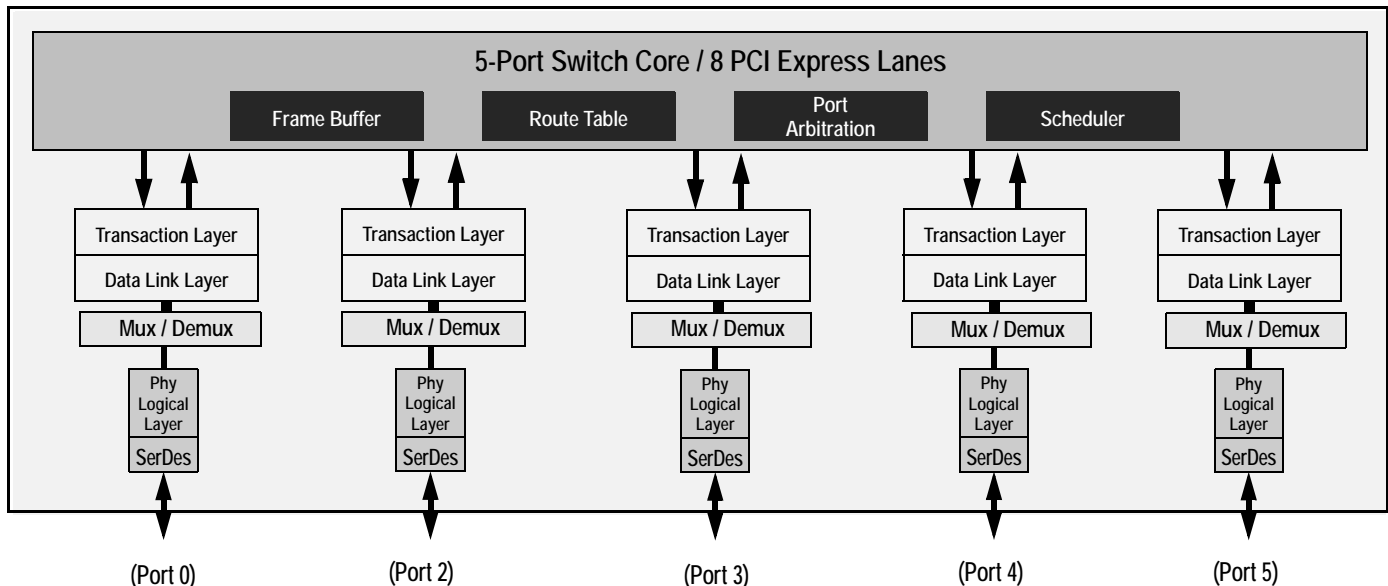 5-Port Switch Core / 8 PCI Express Lanes
Frame Buffer
Route Table
Port
Arbitration
Scheduler
Transaction Layer
Data Link Layer
Mux / Demux
Phy
Logical
Layer
SerDes
(Port 0)
Transaction Layer
Data Link Layer
Mux / Demux
Phy
Logical
Layer
SerDes
(Port 2)
Transaction Layer
Data Link Layer
Mux / Demux
Phy
Logical
Layer
SerDes
(Port 3)
Transaction Layer
Data Link Layer
Mux / Demux
Phy
Logical
Layer
SerDes
(Port 4)
Transaction Layer
Data Link Layer
Mux / Demux
Phy
Logical
Layer
SerDes
(Port 5)